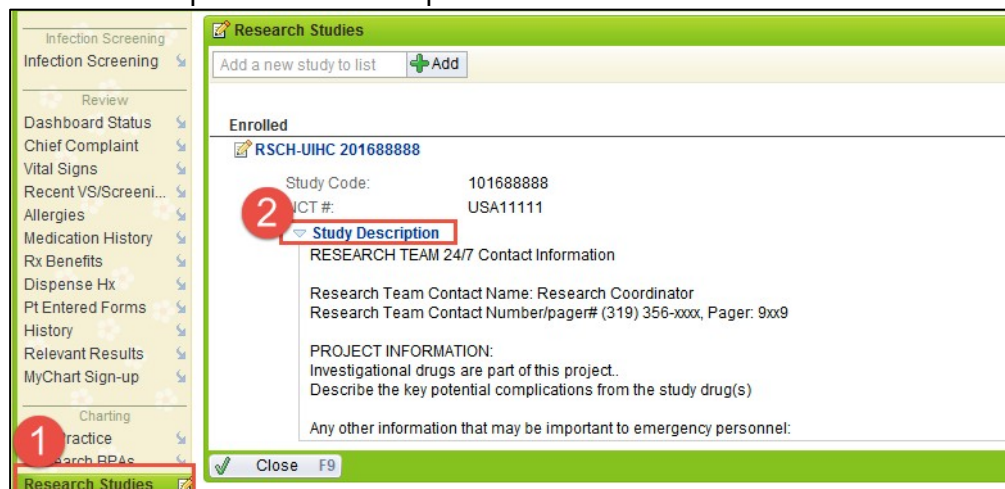 Infection Screening
Infection Screening
Review
Dashboard Status
Chief Complaint
Vital Signs
Recent VS/Screeni...
Allergies
Medication History
Rx Benefits
Dispense Hx
Pt Entered Forms
History
Relevant Results
MyChart Sign-up
Charting
1
Research Studies
Research Studies
Add a new study to list
Add
Enrolled
RSCH-UIHC 201688888
Study Code: 101688888
2
#: USA11111
Study Description
RESEARCH TEAM 24/7 Contact Information
Research Team Contact Name: Research Coordinator
Research Team Contact Number/pager# (319) 356-xxxx, Pager: 9xx9
PROJECT INFORMATION:
Investigational drugs are part of this project..
Describe the key potential complications from the study drug(s)
Any other information that may be important to emergency personnel:
Close F9